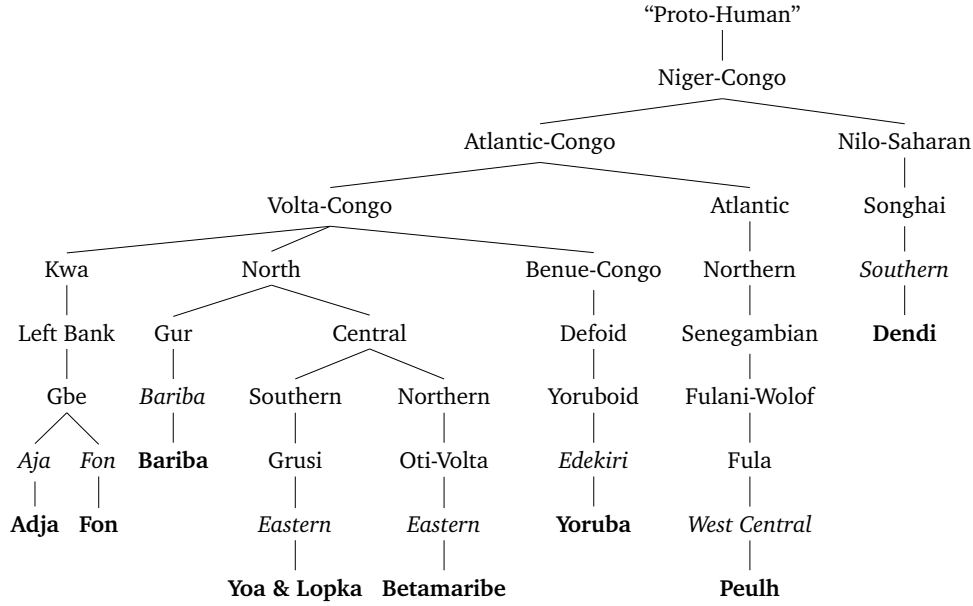 “Proto-Human”
Niger-Congo
Atlantic-Congo Nilo-Saharan
Volta-Congo Atlantic Songhai
Kwa North Benue-Congo Northern Southern
Left Bank Gur Central Defoid Senegambian Dendi
Gbe Bariba Southern Northern Yoruboid Fulani-Wolof
Aja Fon Bariba Grusi Oti-Volta Edekiri Fula
Adja Fon Eastern Eastern Yoruba West Central
Yoa & Lopka Betamaribe Peulh